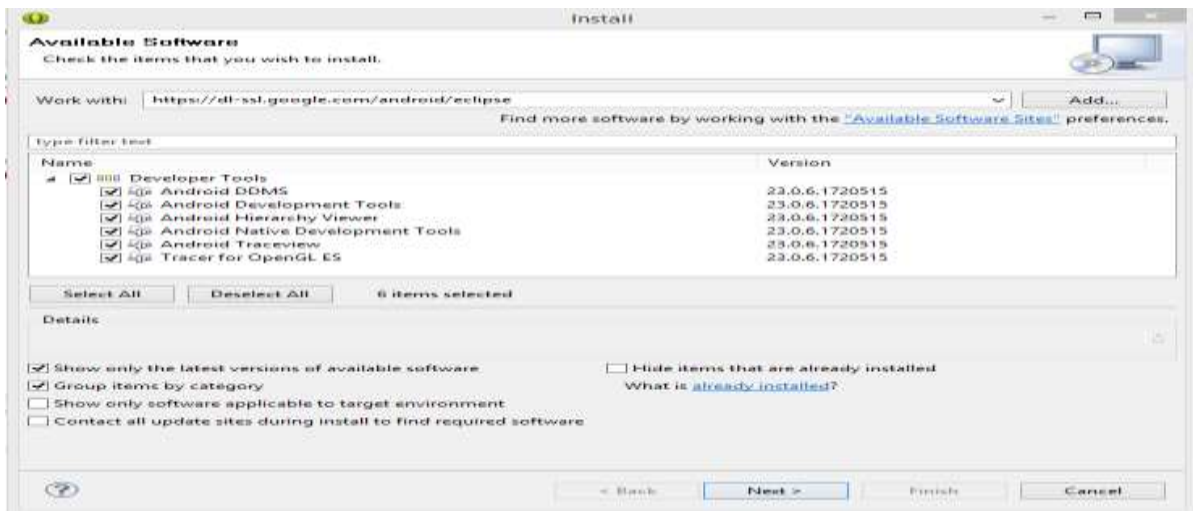 Install
Available Software
Check the items that you wish to install.
Work with: https://dl-ssl.google.com/android/eclipse Add...
Find more software by working with the "Available Software Sites" preferences.
type filter text
Name Version
Developer Tools
Android DDMS 23.0.6.1720515
Android Development Tools 23.0.6.1720515
Android Hierarchy Viewer 23.0.6.1720515
Android Native Development Tools 23.0.6.1720515
Android Traceview 23.0.6.1720515
Tracer for OpenGL ES 23.0.6.1720515
Select All Deselect All 6 items selected
Details
Show only the latest versions of available software Hide items that are already installed
Group items by category What is already installed?
Show only software applicable to target environment
Contact all update sites during install to find required software
< Back Next > Finish Cancel